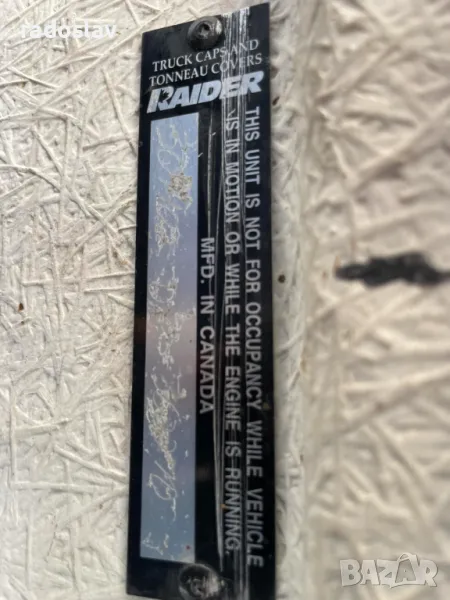 radoslav
TRUCK CAPS AND
TONNEAU COVERS
RAIDER
THIS UNIT IS NOT FOR OCCUPANCY WHILE VEHICLE
IS IN MOTION OR WHILE THE ENGINE IS RUNNING.
MFD. IN CANADA
bazar.bg